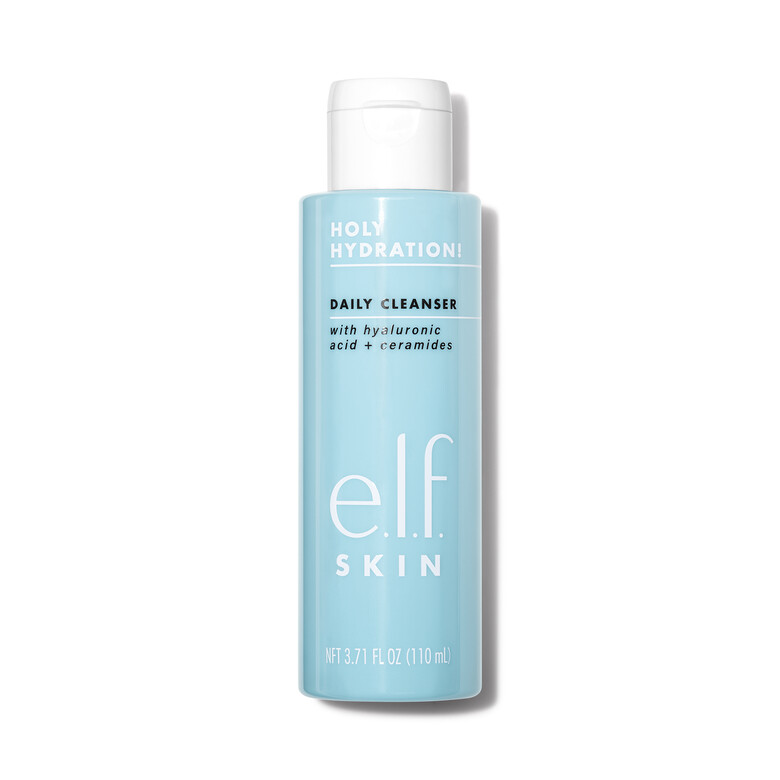 HOLY
HYDRATION!
DAILY CLEANSER
with hyaluronic
acid + ceramides
e.l.f.
SKIN
NFT 3.71 FL OZ (110 mL)